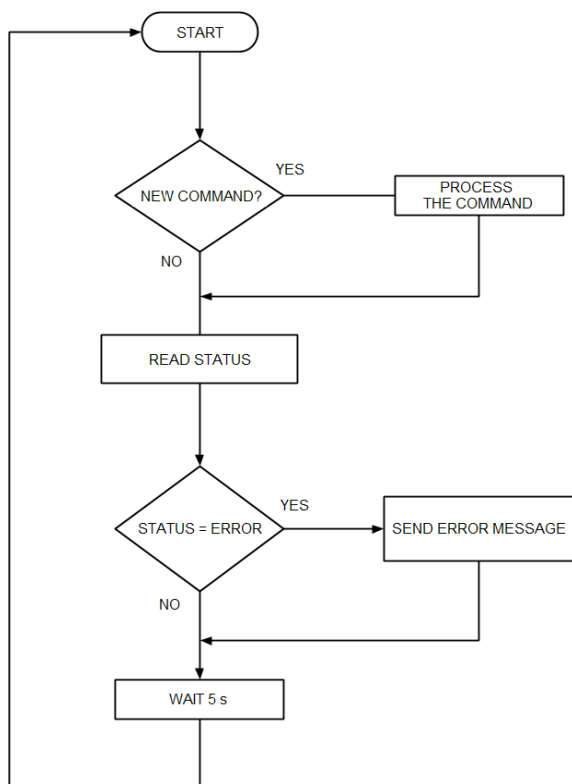 START
YES
NEW COMMAND?
PROCESS
THE COMMAND
NO
READ STATUS
YES
STATUS = ERROR
SEND ERROR MESSAGE
NO
WAIT 5 s